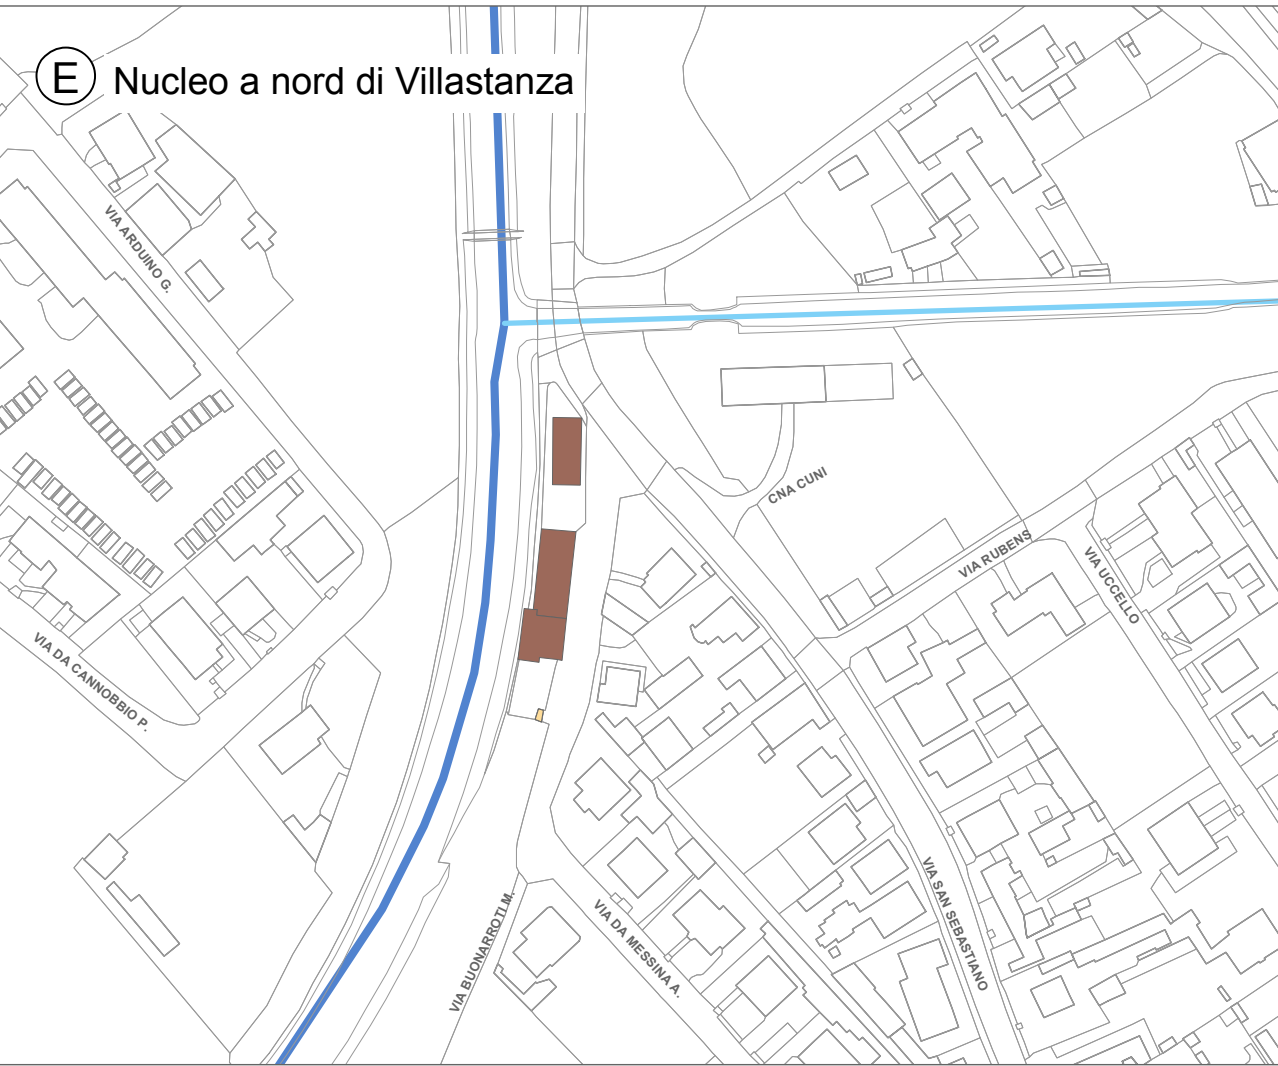 E Nucleo a nord di Villastanza
VIA ARDUINO G.
CNA CUNI
VIA RUBENS
VIA UCCELLO
VIA DA CANNOBBIO P.
VIA BUONARROTI M.
VIA DA MESSINA A.
VIA SAN SEBASTIANO